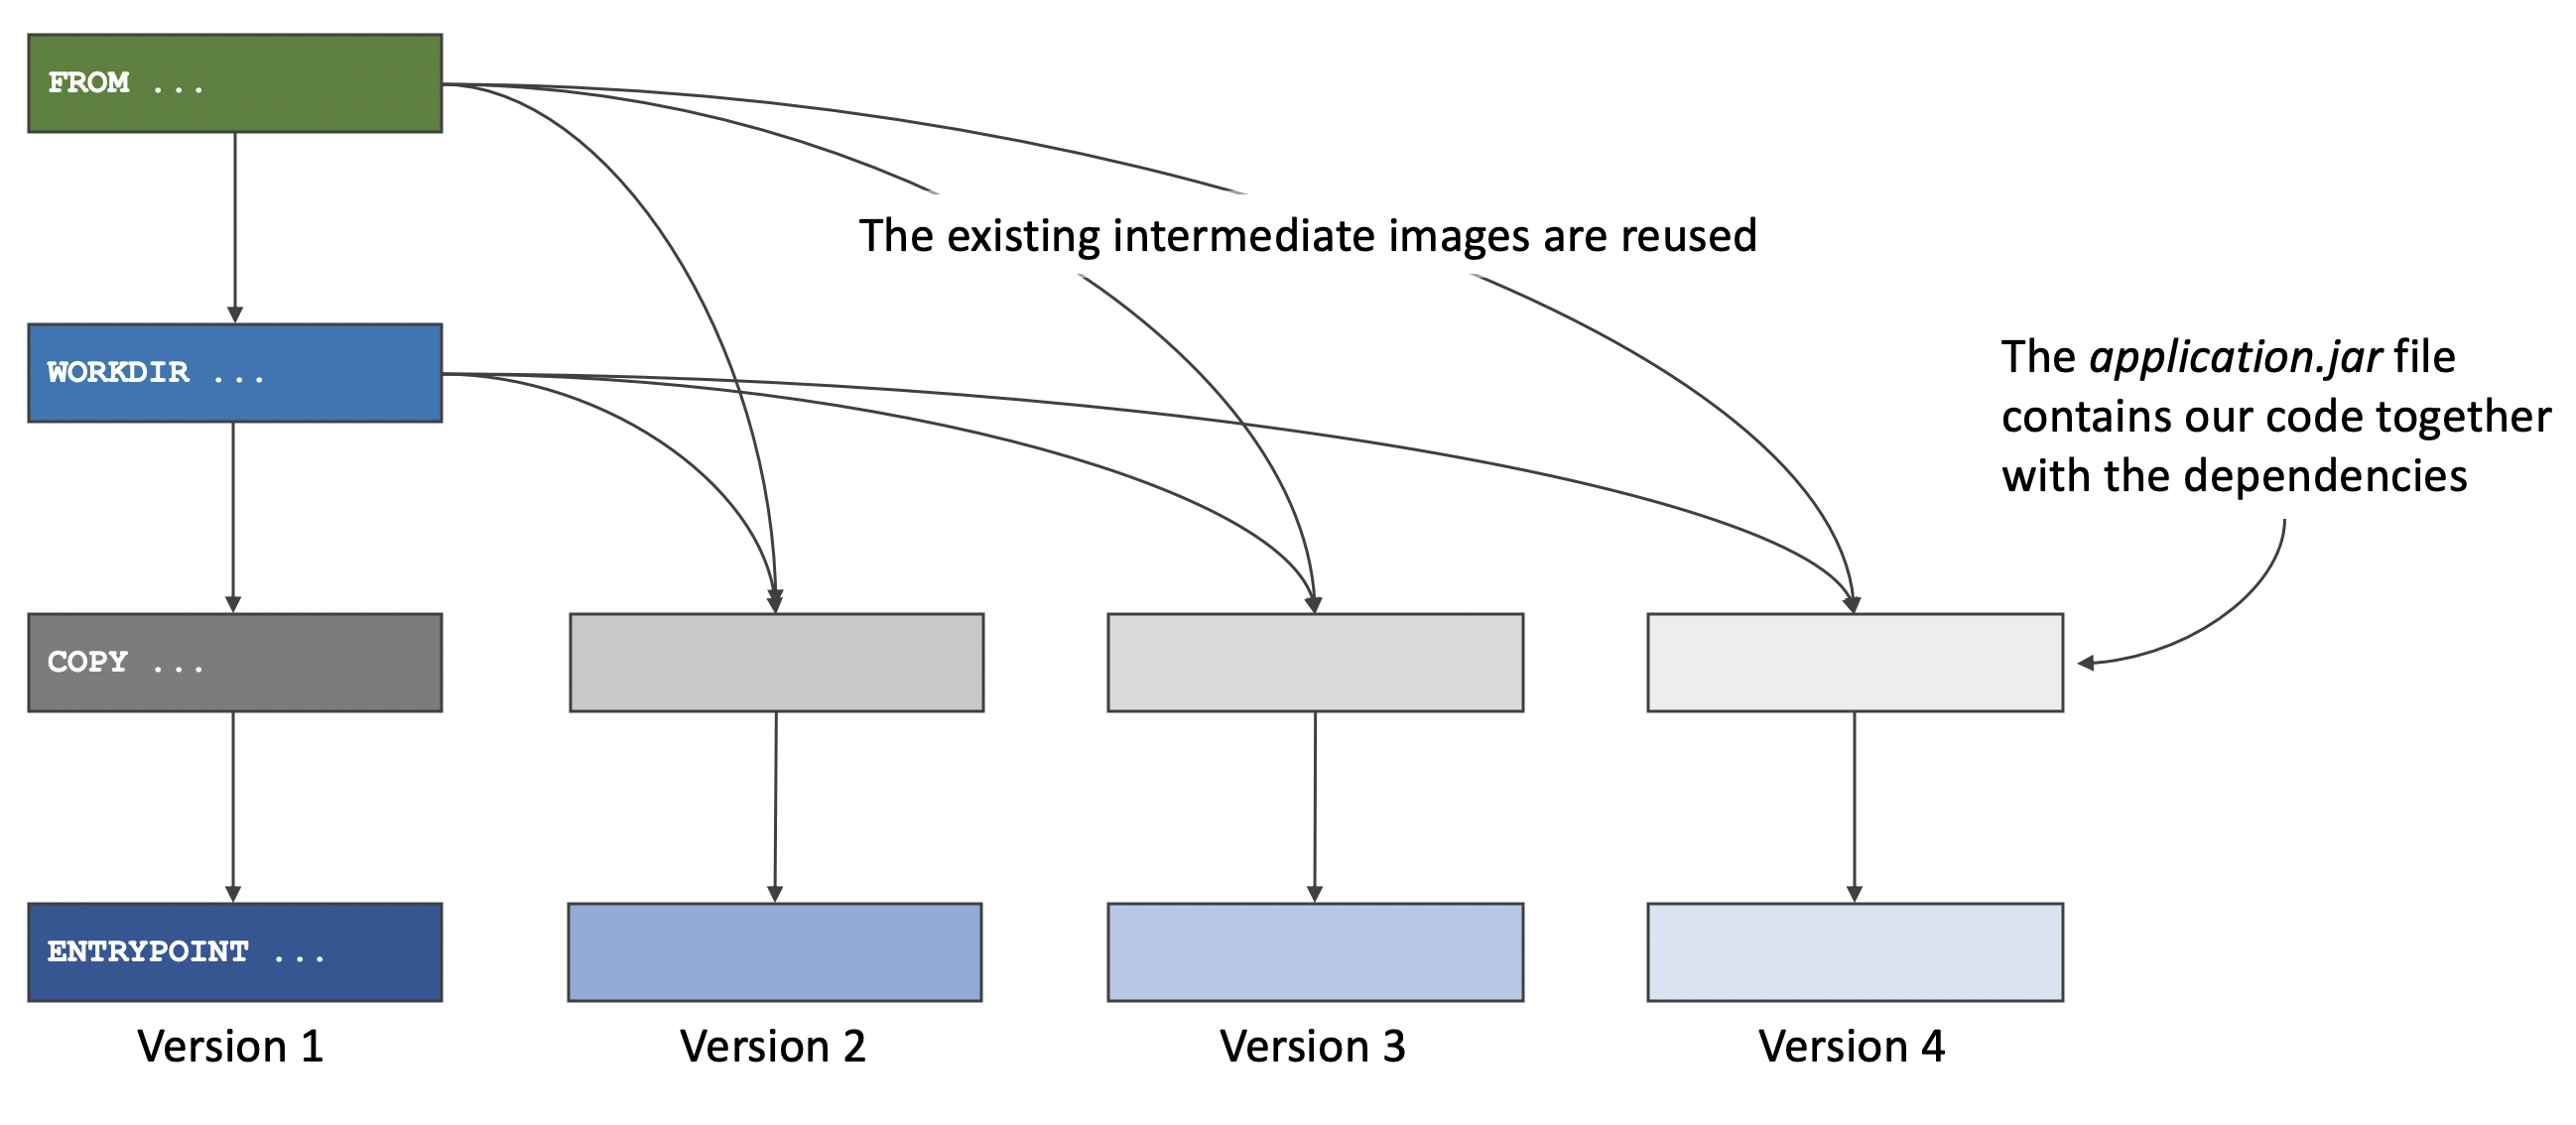 FROM ...
The existing intermediate images are reused
WORKDIR ...
The application.jar file
contains our code together
with the dependencies
COPY ...
ENTRYPOINT ...
Version 1
Version 2
Version 3
Version 4